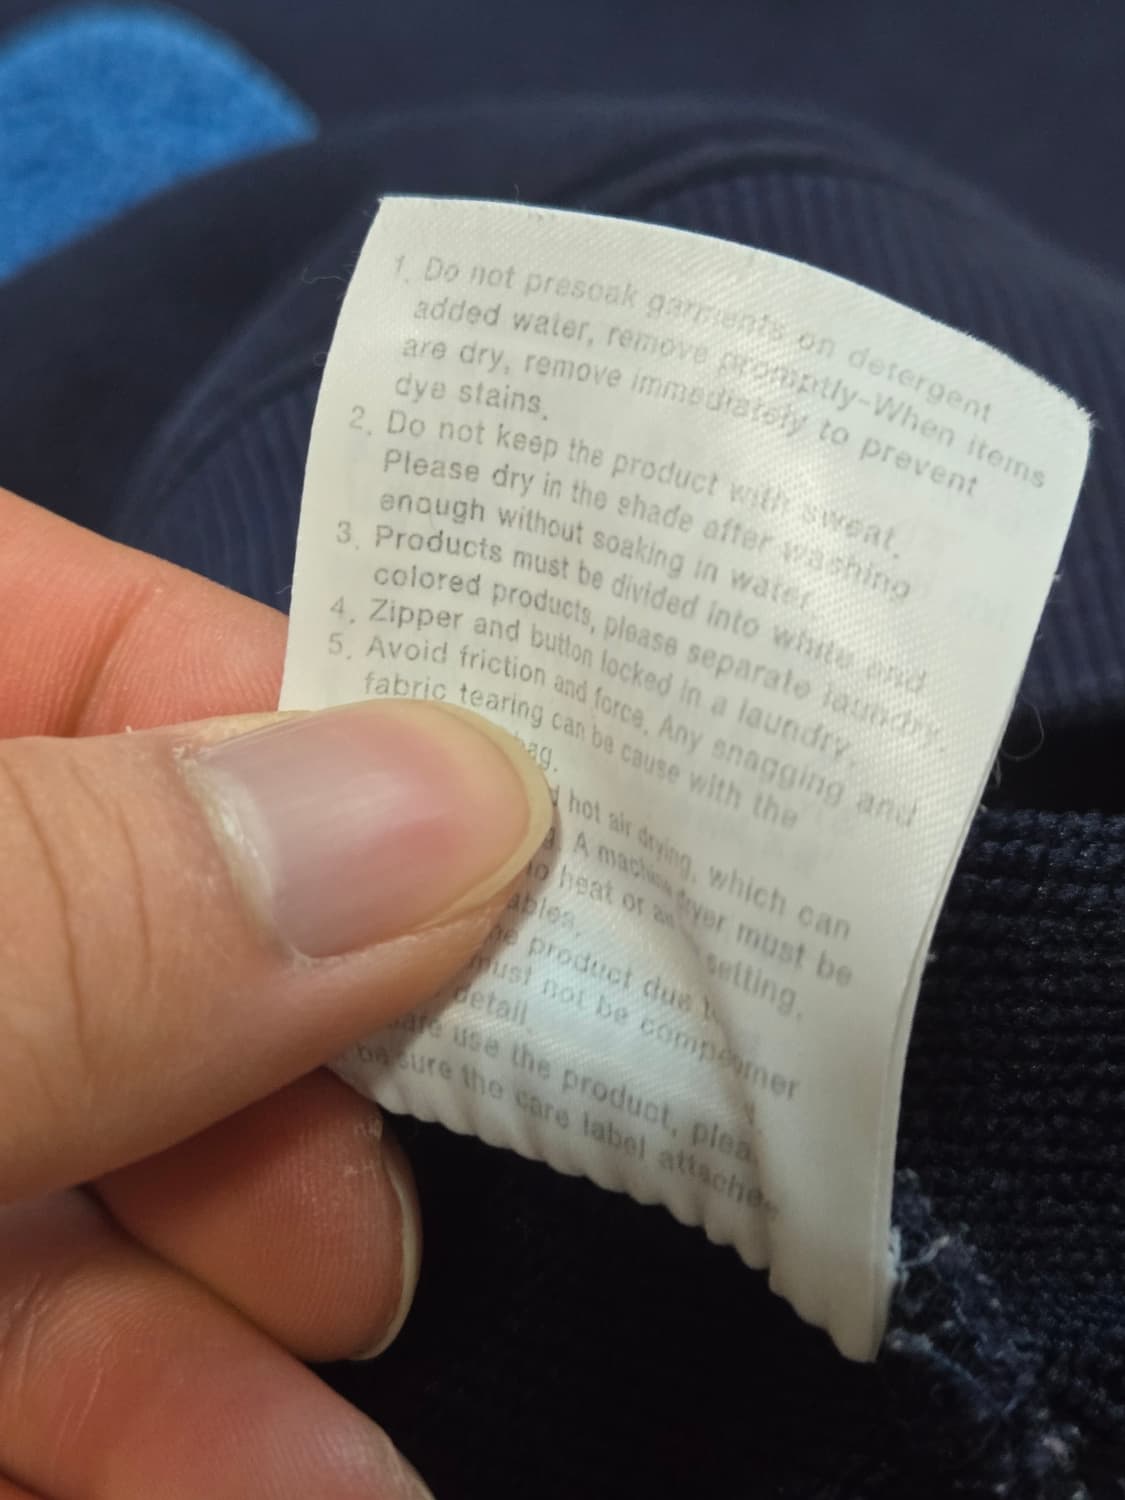 1. Do not presoak garments on detergent
added water, remove promptly-When items
are dry, remove immediately to prevent
dye stains.
2. Do not keep the product with sweat.
Please dry in the shade after washing
enough without soaking in water.
3. Products must be divided into white and
colored products, please separate laundry.
4. Zipper and button locked in a laundry.
5. Avoid friction and force. Any snagging and
fabric tearing can be cause with the
bag.
hot air drying, which can
A machine dryer must be
no heat or an setting.
product due
must not be
detail
use the product,
be sure the care label